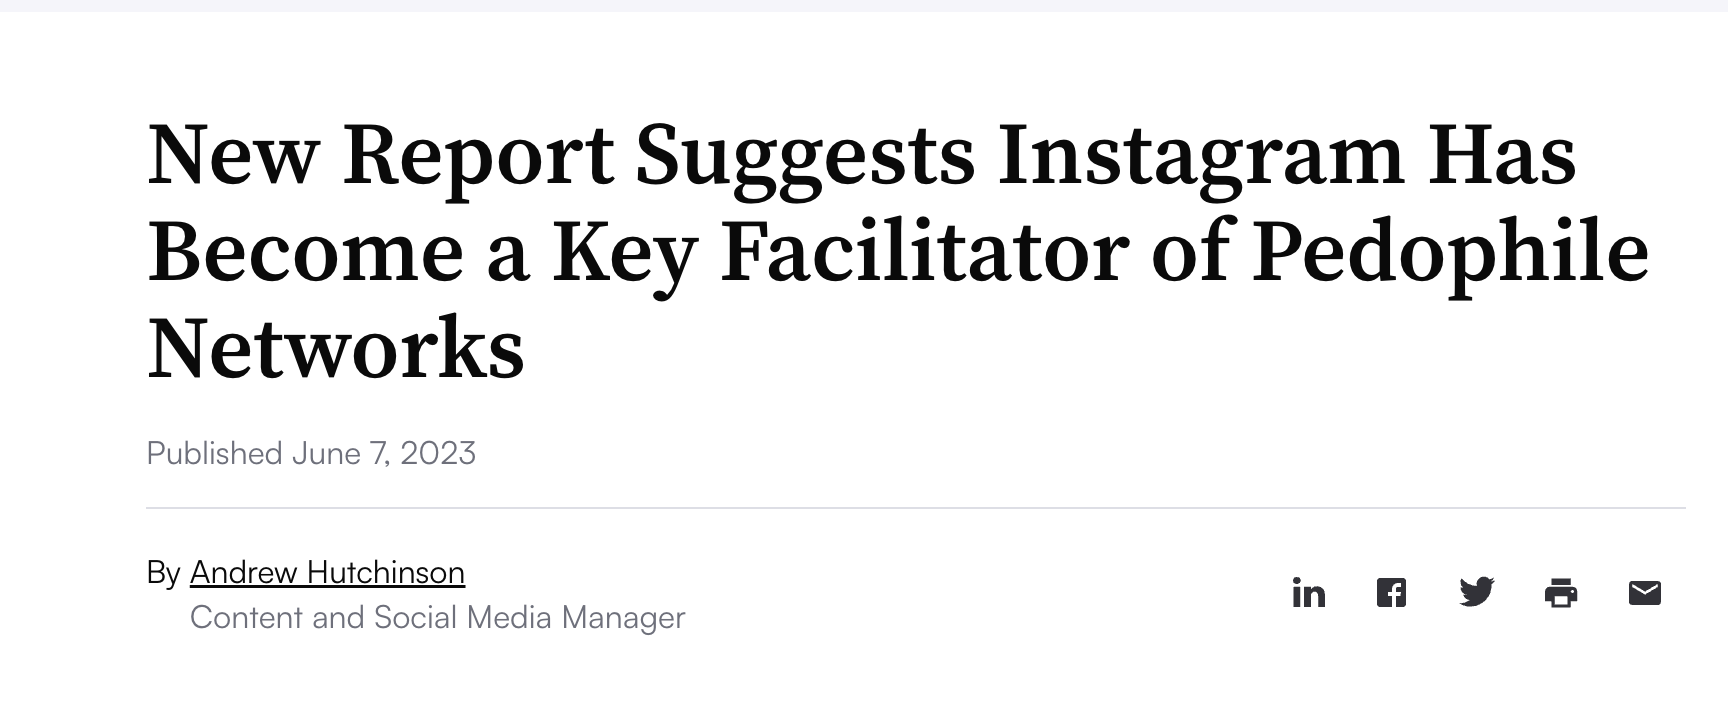 New Report Suggests Instagram Has
Become a Key Facilitator of Pedophile
Networks
Published June 7, 2023
By Andrew Hutchinson
Content and Social Media Manager